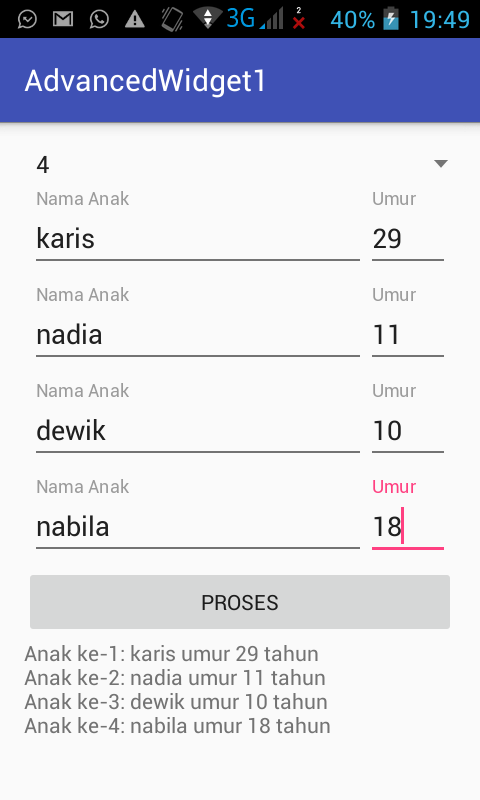 3G 2 40% 19:49
AdvancedWidget1
4
Nama Anak Umur
karis 29
Nama Anak Umur
nadia 11
Nama Anak Umur
dewik 10
Nama Anak Umur
nabila 18
PROSES
Anak ke-1: karis umur 29 tahun
Anak ke-2: nadia umur 11 tahun
Anak ke-3: dewik umur 10 tahun
Anak ke-4: nabila umur 18 tahun